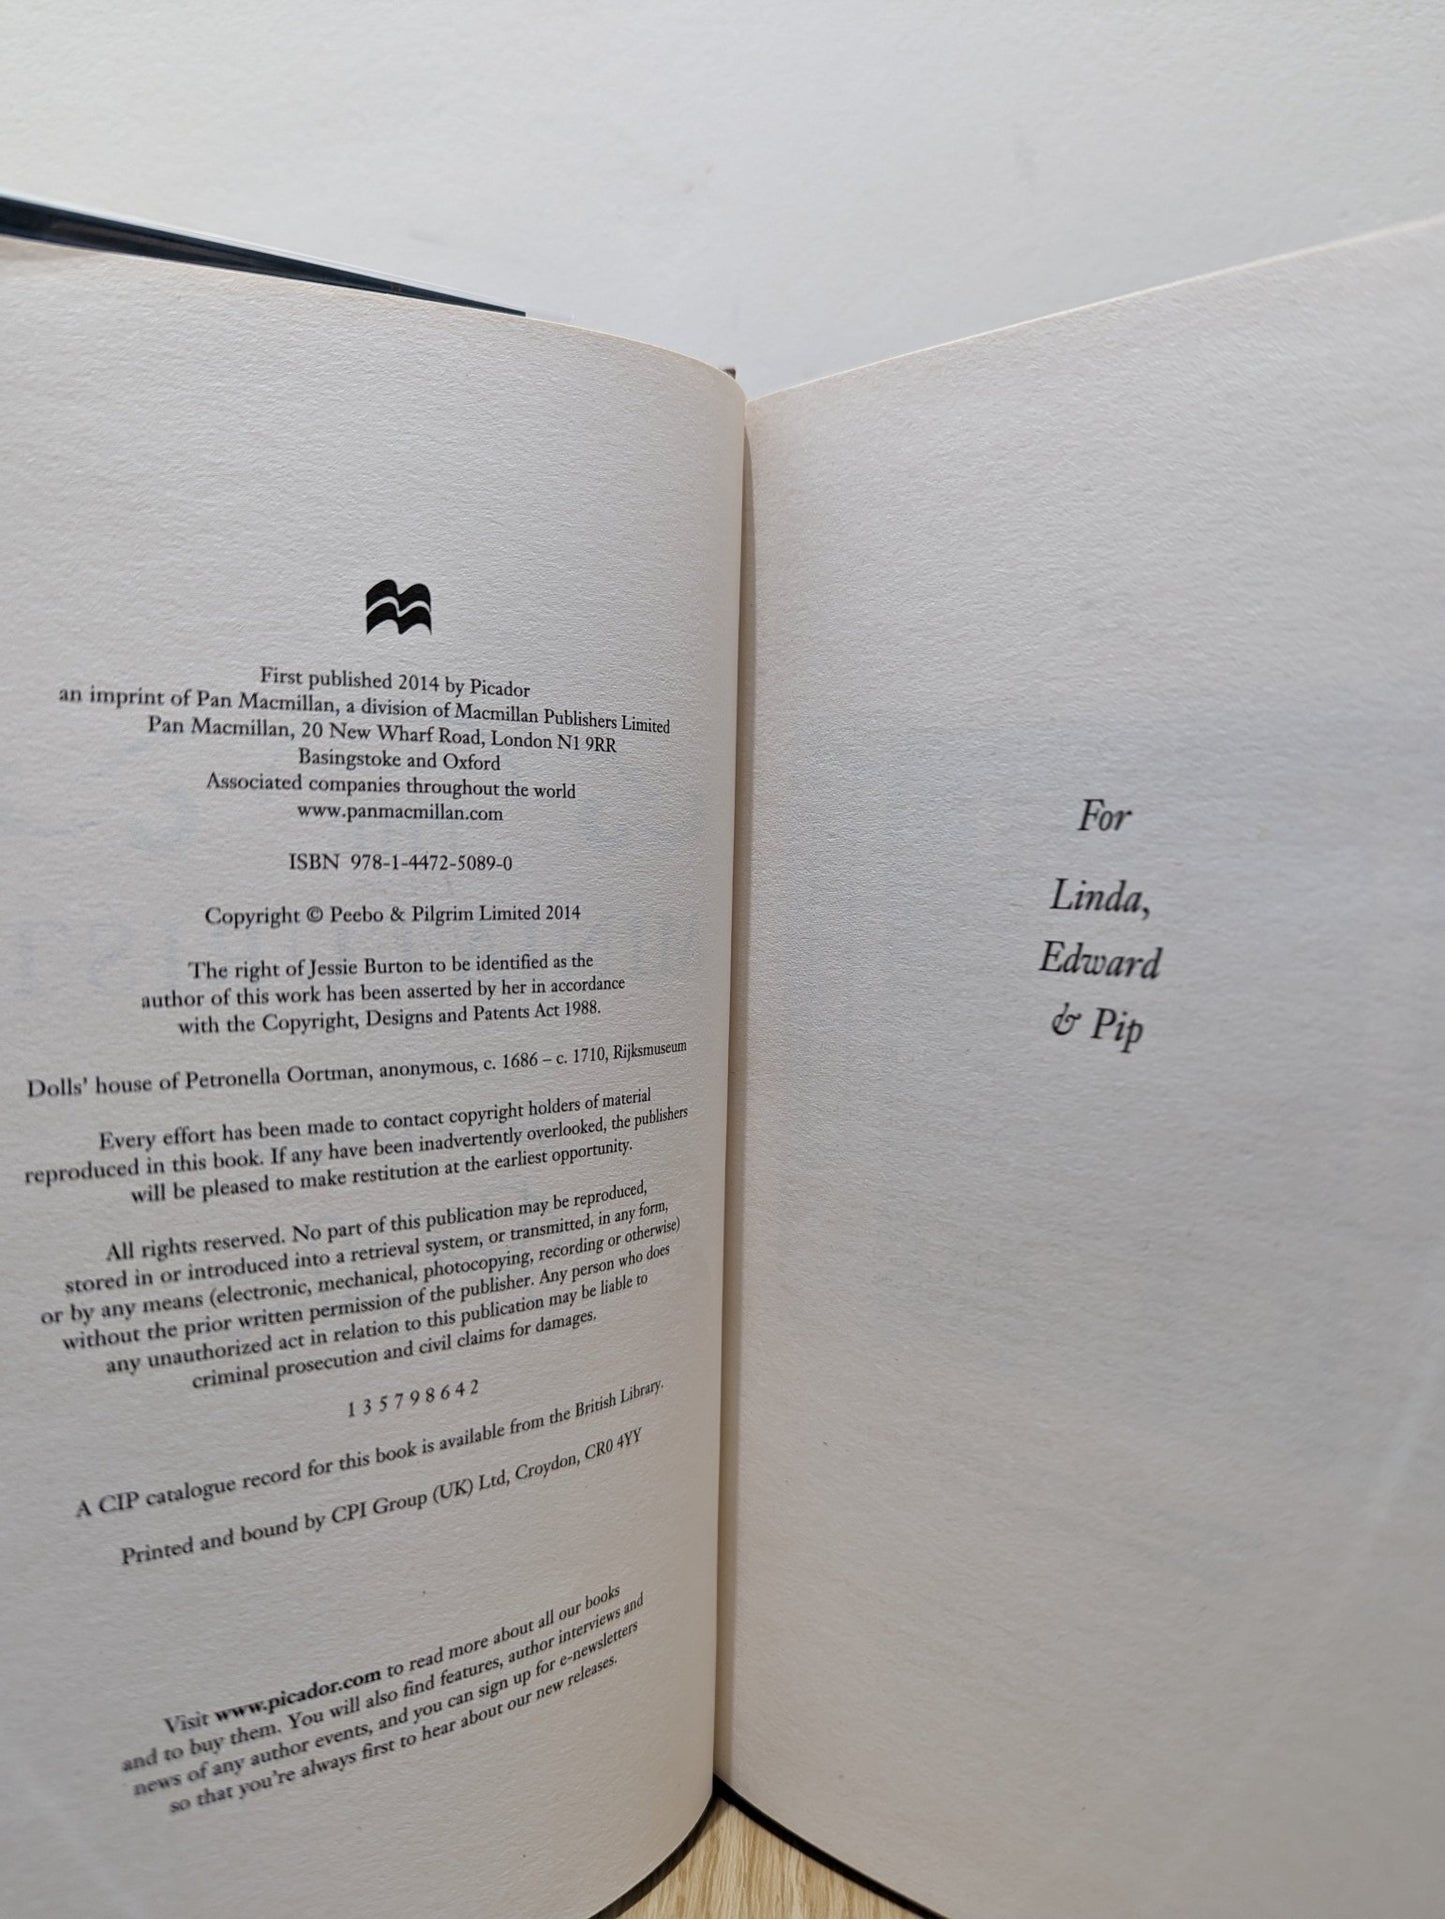 First published 2014 by Picador
an imprint of Pan Macmillan, a division of Macmillan Publishers Limited
Pan Macmillan, 20 New Wharf Road, London N1 9RR
Basingstoke and Oxford
Associated companies throughout the world
www.panmacmillan.com
ISBN 978-1-4472-5089-0
Copyright © Peebo & Pilgrim Limited 2014
The right of Jessie Burton to be identified as the
author of this work has been asserted by her in accordance
with the Copyright, Designs and Patents Act 1988.
Dolls' house of Petronella Oortman, anonymous, c. 1686 – c. 1710, Rijksmuseum
Every effort has been made to contact copyright holders of material
reproduced in this book. If any have been inadvertently overlooked, the publishers
will be pleased to make restitution at the earliest opportunity.
All rights reserved. No part of this publication may be reproduced,
stored in or introduced into a retrieval system, or transmitted, in any form,
or by any means (electronic, mechanical, photocopying, recording or otherwise)
without the prior written permission of the publisher. Any person who does
any unauthorized act in relation to this publication may be liable to
criminal prosecution and civil claims for damages.
1 3 5 7 9 8 6 4 2
A CIP catalogue record for this book is available from the British Library.
Printed and bound by CPI Group (UK) Ltd, Croydon, CR0 4YY
Visit www.picador.com to read more about all our books
and to buy them. You will also find features, author interviews and
news of any author events, and you can sign up for e-newsletters
so that you're always first to hear about our new releases.
For
Linda,
Edward
& Pip